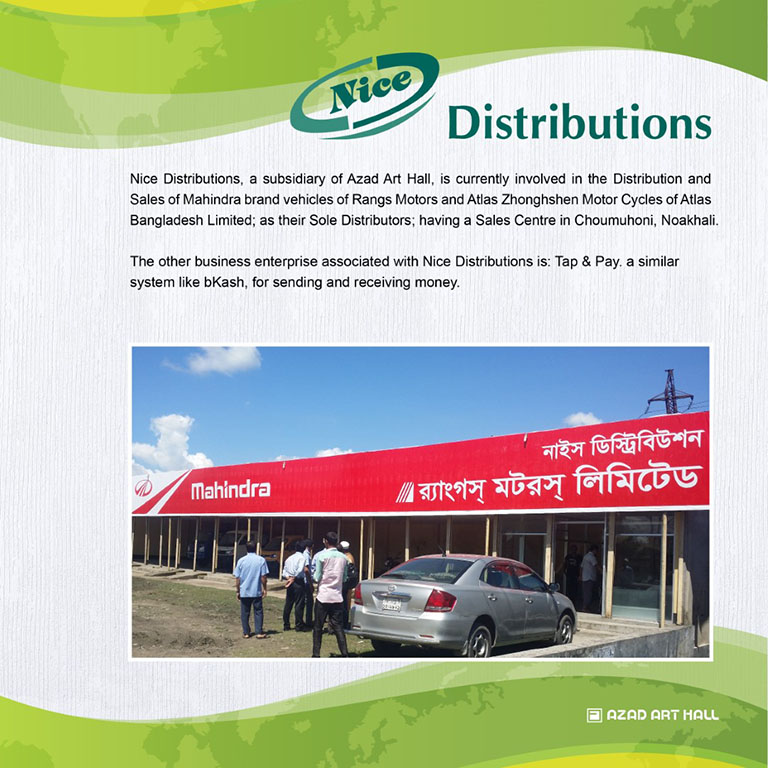 Nice
Distributions
Nice Distributions, a subsidiary of Azad Art Hall, is currently involved in the Distribution and
Sales of Mahindra brand vehicles of Rangs Motors and Atlas Zhonghshen Motor Cycles of Atlas
Bangladesh Limited; as their Sole Distributors; having a Sales Centre in Choumuhoni, Noakhali.
The other business enterprise associated with Nice Distributions is: Tap & Pay. a similar
system like bKash, for sending and receiving money.
নাইস ডিস্ট্রিবিউশন
Mahindra
র‍্যাংগস্ মটরস্ লিমিটেড
AZAD ART HALL